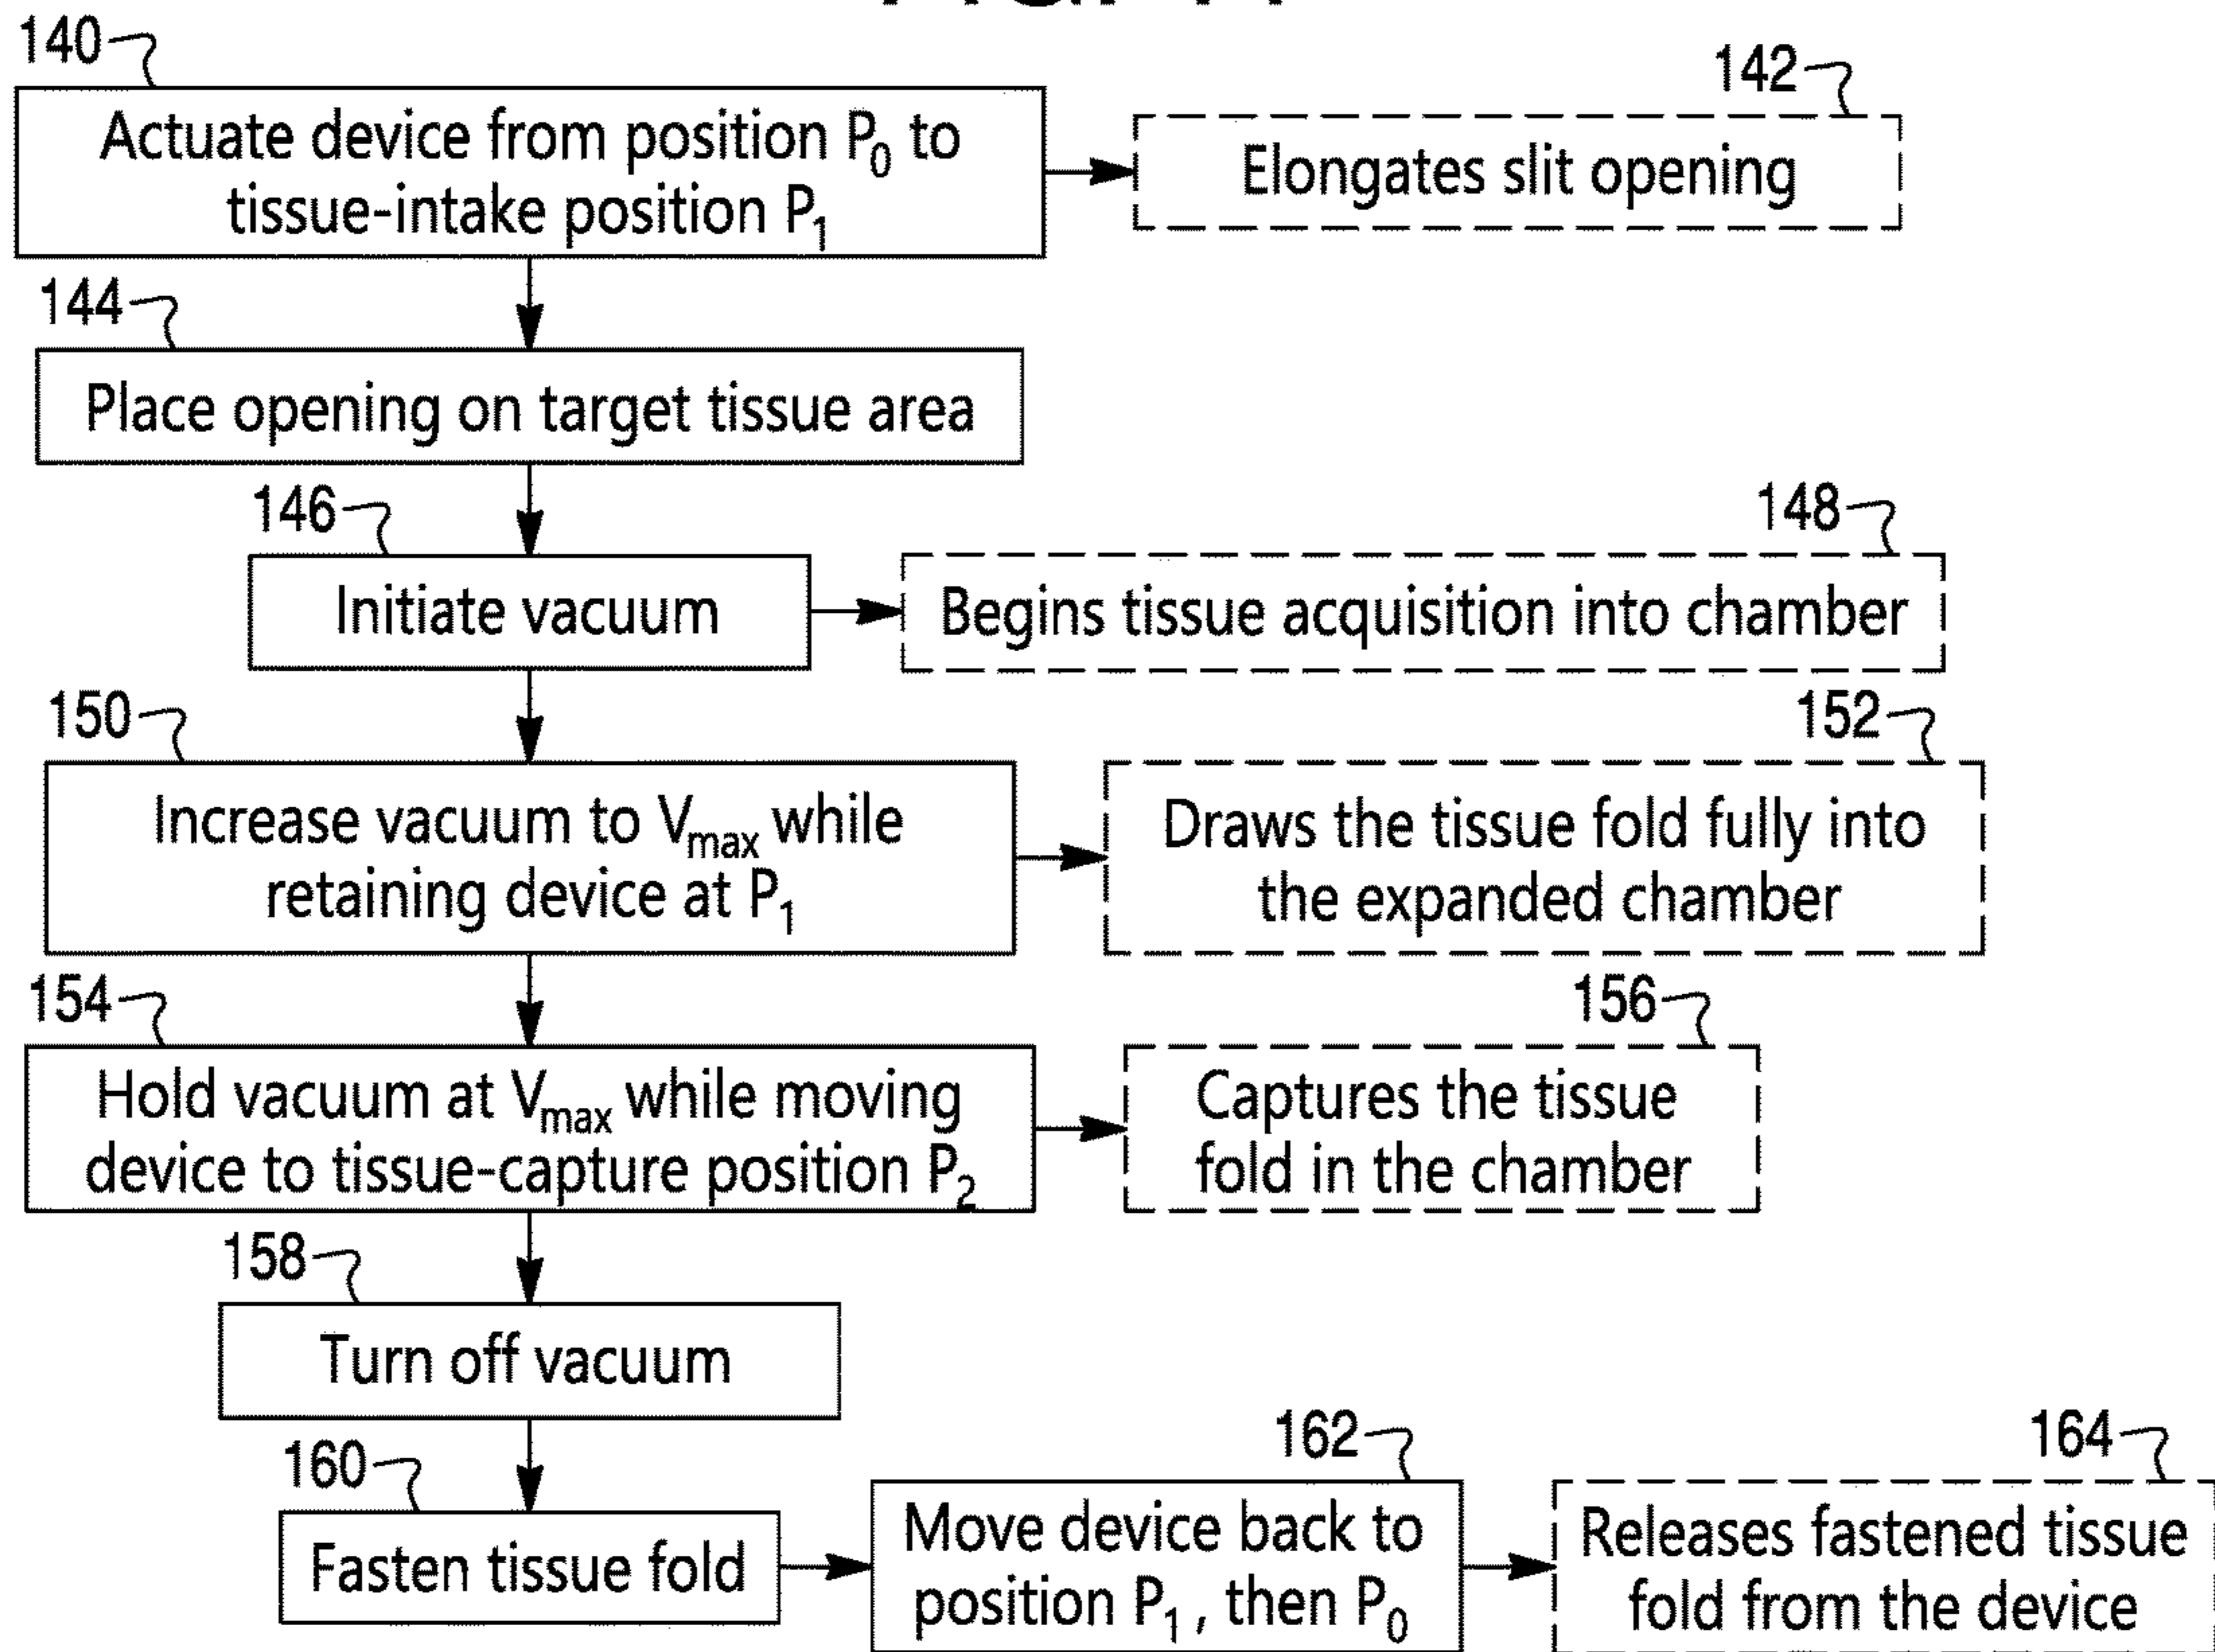 140
142
Actuate device from position P0 to
tissue-intake position P1
Elongates slit opening
144
Place opening on target tissue area
146
148
Initiate vacuum
Begins tissue acquisition into chamber
150
152
Increase vacuum to Vmax while
retaining device at P1
Draws the tissue fold fully into
the expanded chamber
154
156
Hold vacuum at Vmax while moving
device to tissue-capture position P2
Captures the tissue
fold in the chamber
158
Turn off vacuum
160
162
164
Fasten tissue fold
Move device back to
position P1, then P0
Releases fastened tissue
fold from the device